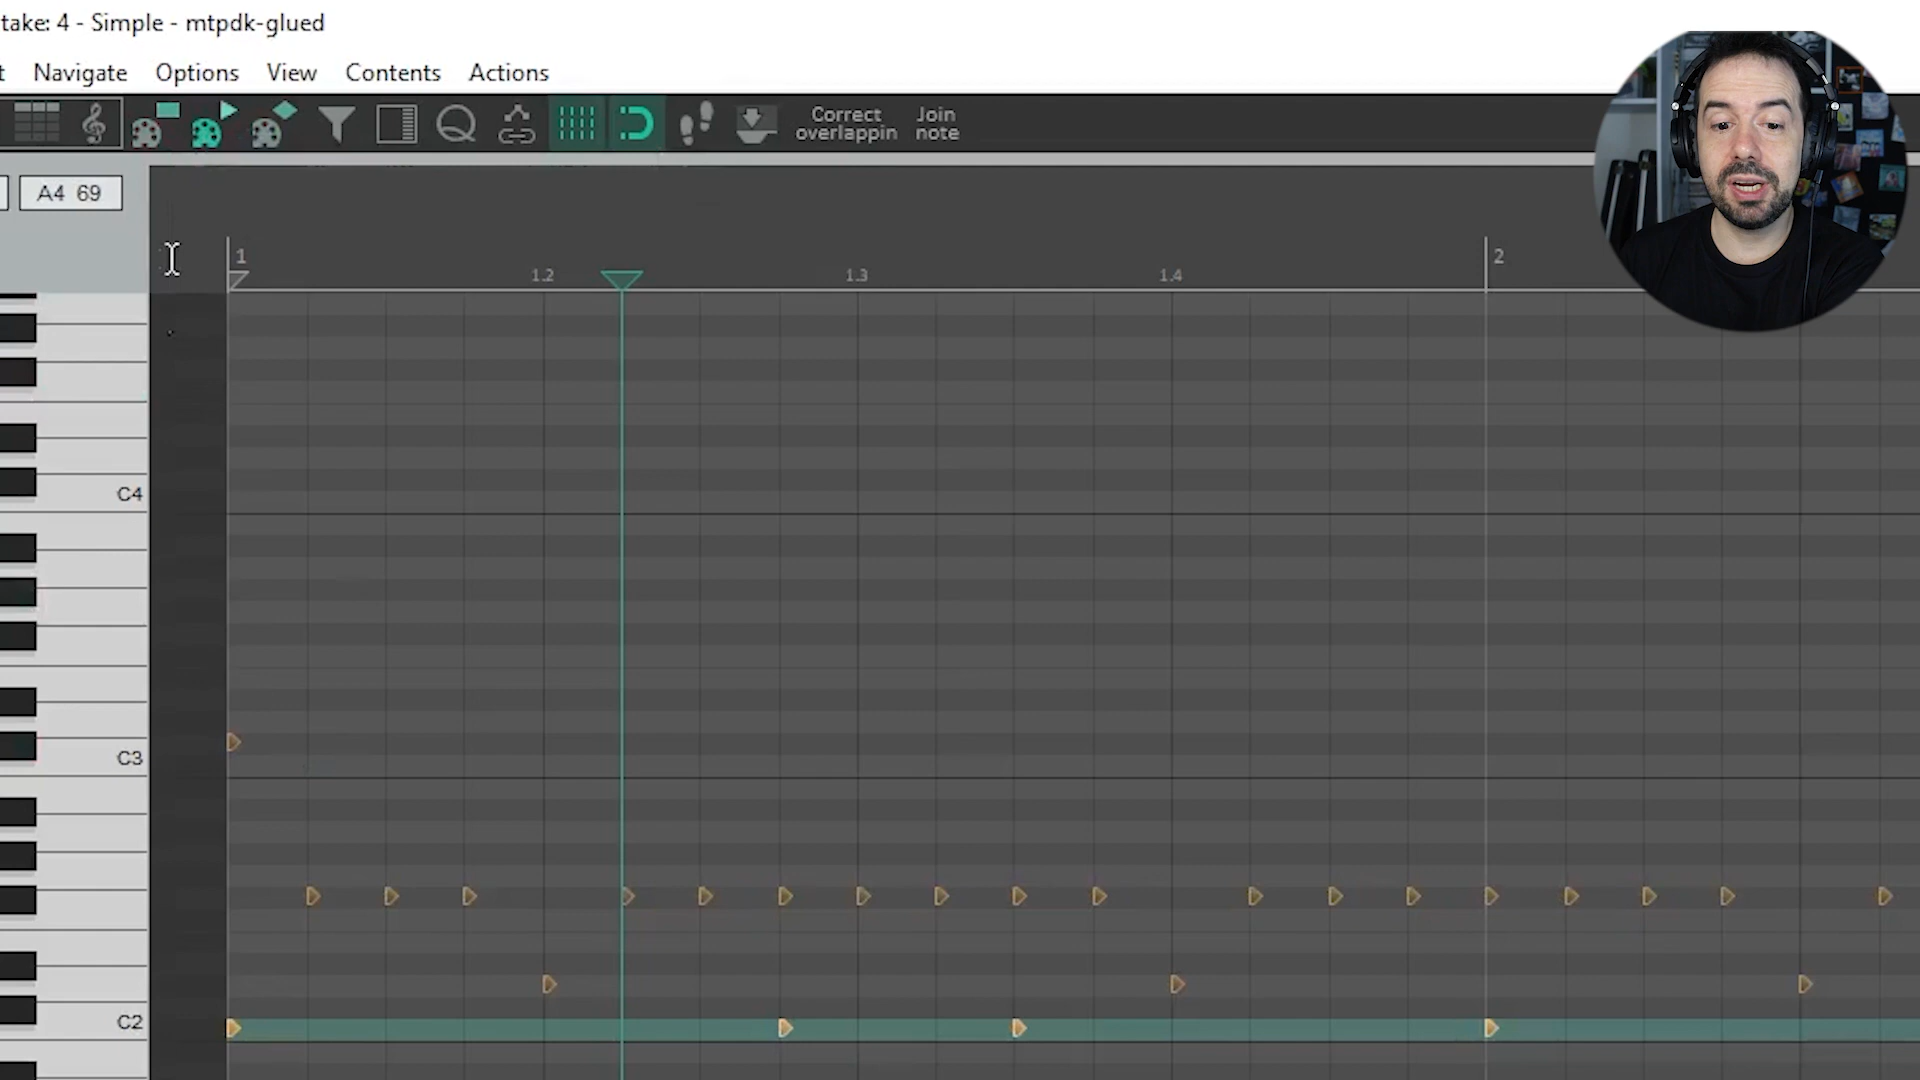 take: 4 - Simple - mtpdk-glued
t Navigate Options View Contents Actions
Correct overlappin
Join note
A4 69
1
1.2
1.3
1.4
2
C4
C3
C2